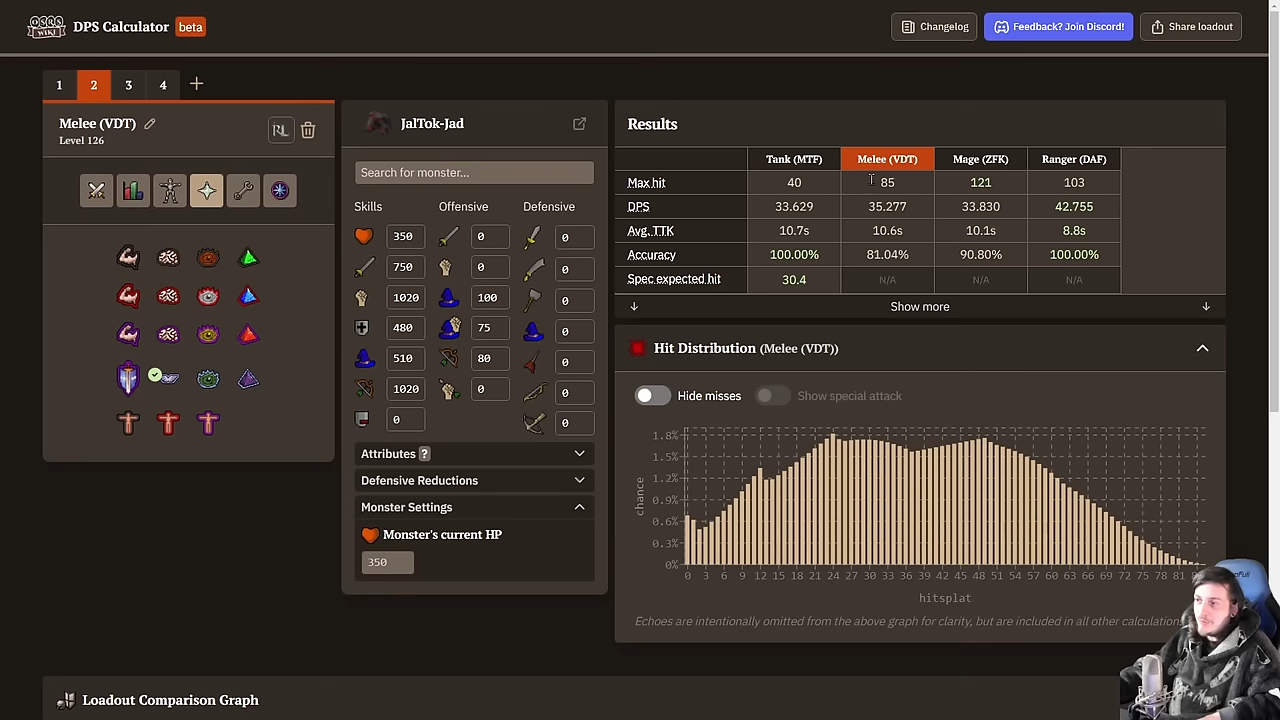 OSRS WIKI DPS Calculator beta
Changelog
Feedback? Join Discord!
Share loadout
1 2 3 4 +
Melee (VDT)
Level 126
RL
JalTok-Jad
Search for monster...
Skills Offensive Defensive
350 0 0
750 0 0
1020 100 0
480 75 0
510 80 0
1020 0 0
0 0
Attributes ?
Defensive Reductions
Monster Settings
Monster's current HP
350
Results
Tank (MTF) Melee (VDT) Mage (ZFK) Ranger (DAF)
Max hit 40 85 121 103
DPS 33.629 35.277 33.830 42.755
Avg. TTK 10.7s 10.6s 10.1s 8.8s
Accuracy 100.00% 81.04% 90.80% 100.00%
Spec expected hit 30.4 N/A N/A N/A
Show more
Hit Distribution (Melee (VDT))
Hide misses
Show special attack
1.8%
1.5%
1.2%
0.9%
0.6%
0.3%
0%
chance
0 3 6 9 12 15 18 21 24 27 30 33 36 39 42 45 48 51 54 57 60 63 66 69 72 75 78 81
hitsplat
Echoes are intentionally omitted from the above graph for clarity, but are included in all other
Loadout Comparison Graph